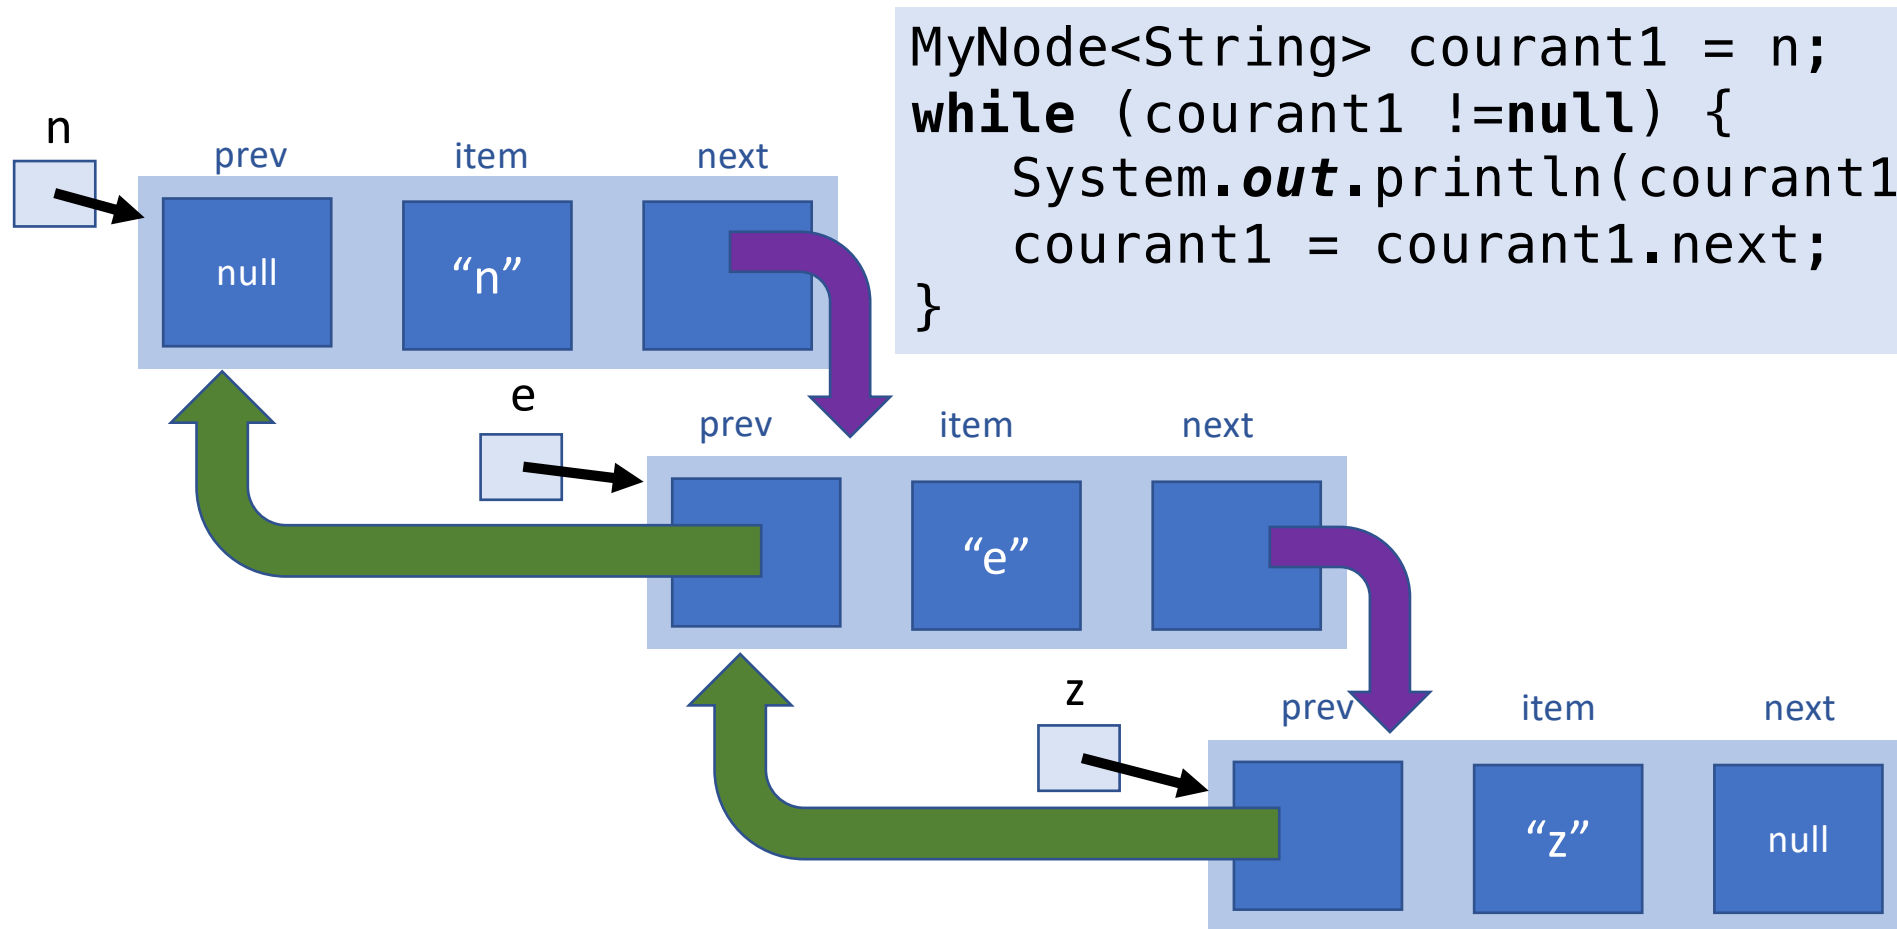 MyNode<String> courant1 = n;
while (courant1 !=null) {
System.out.println(courant1
courant1 = courant1.next;
}
n
prev item next
null “n”
e
prev item next
“e”
z
prev item next
“z” null